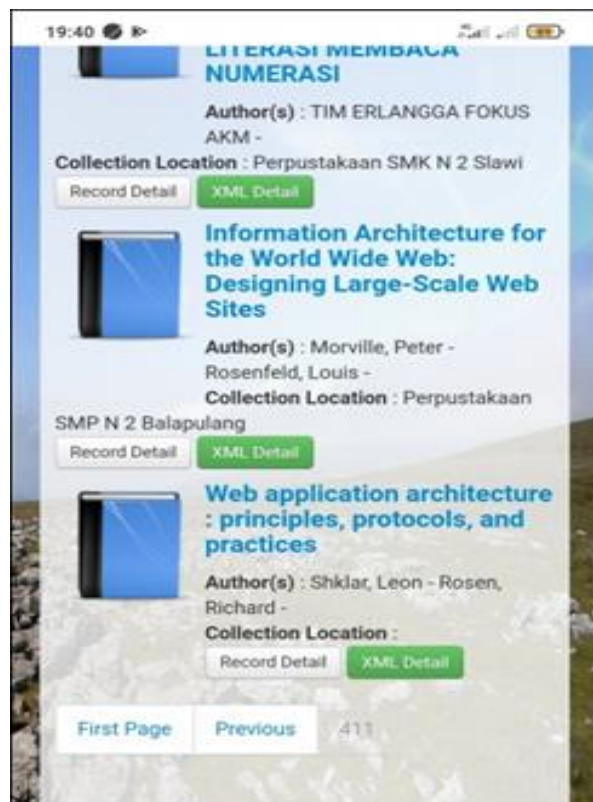 19:40
LITERASI MEMBACA
NUMERASI
Author(s) : TIM ERLANGGA FOKUS
AKM -
Collection Location : Perpustakaan SMK N 2 Slawi
Record Detail XML Detail
Information Architecture for
the World Wide Web:
Designing Large-Scale Web
Sites
Author(s) : Morville, Peter -
Rosenfeld, Louis -
Collection Location : Perpustakaan
SMP N 2 Balapulang
Record Detail XML Detail
Web application architecture
: principles, protocols, and
practices
Author(s) : Shklar, Leon - Rosen,
Richard -
Collection Location :
Record Detail XML Detail
First Page Previous 411